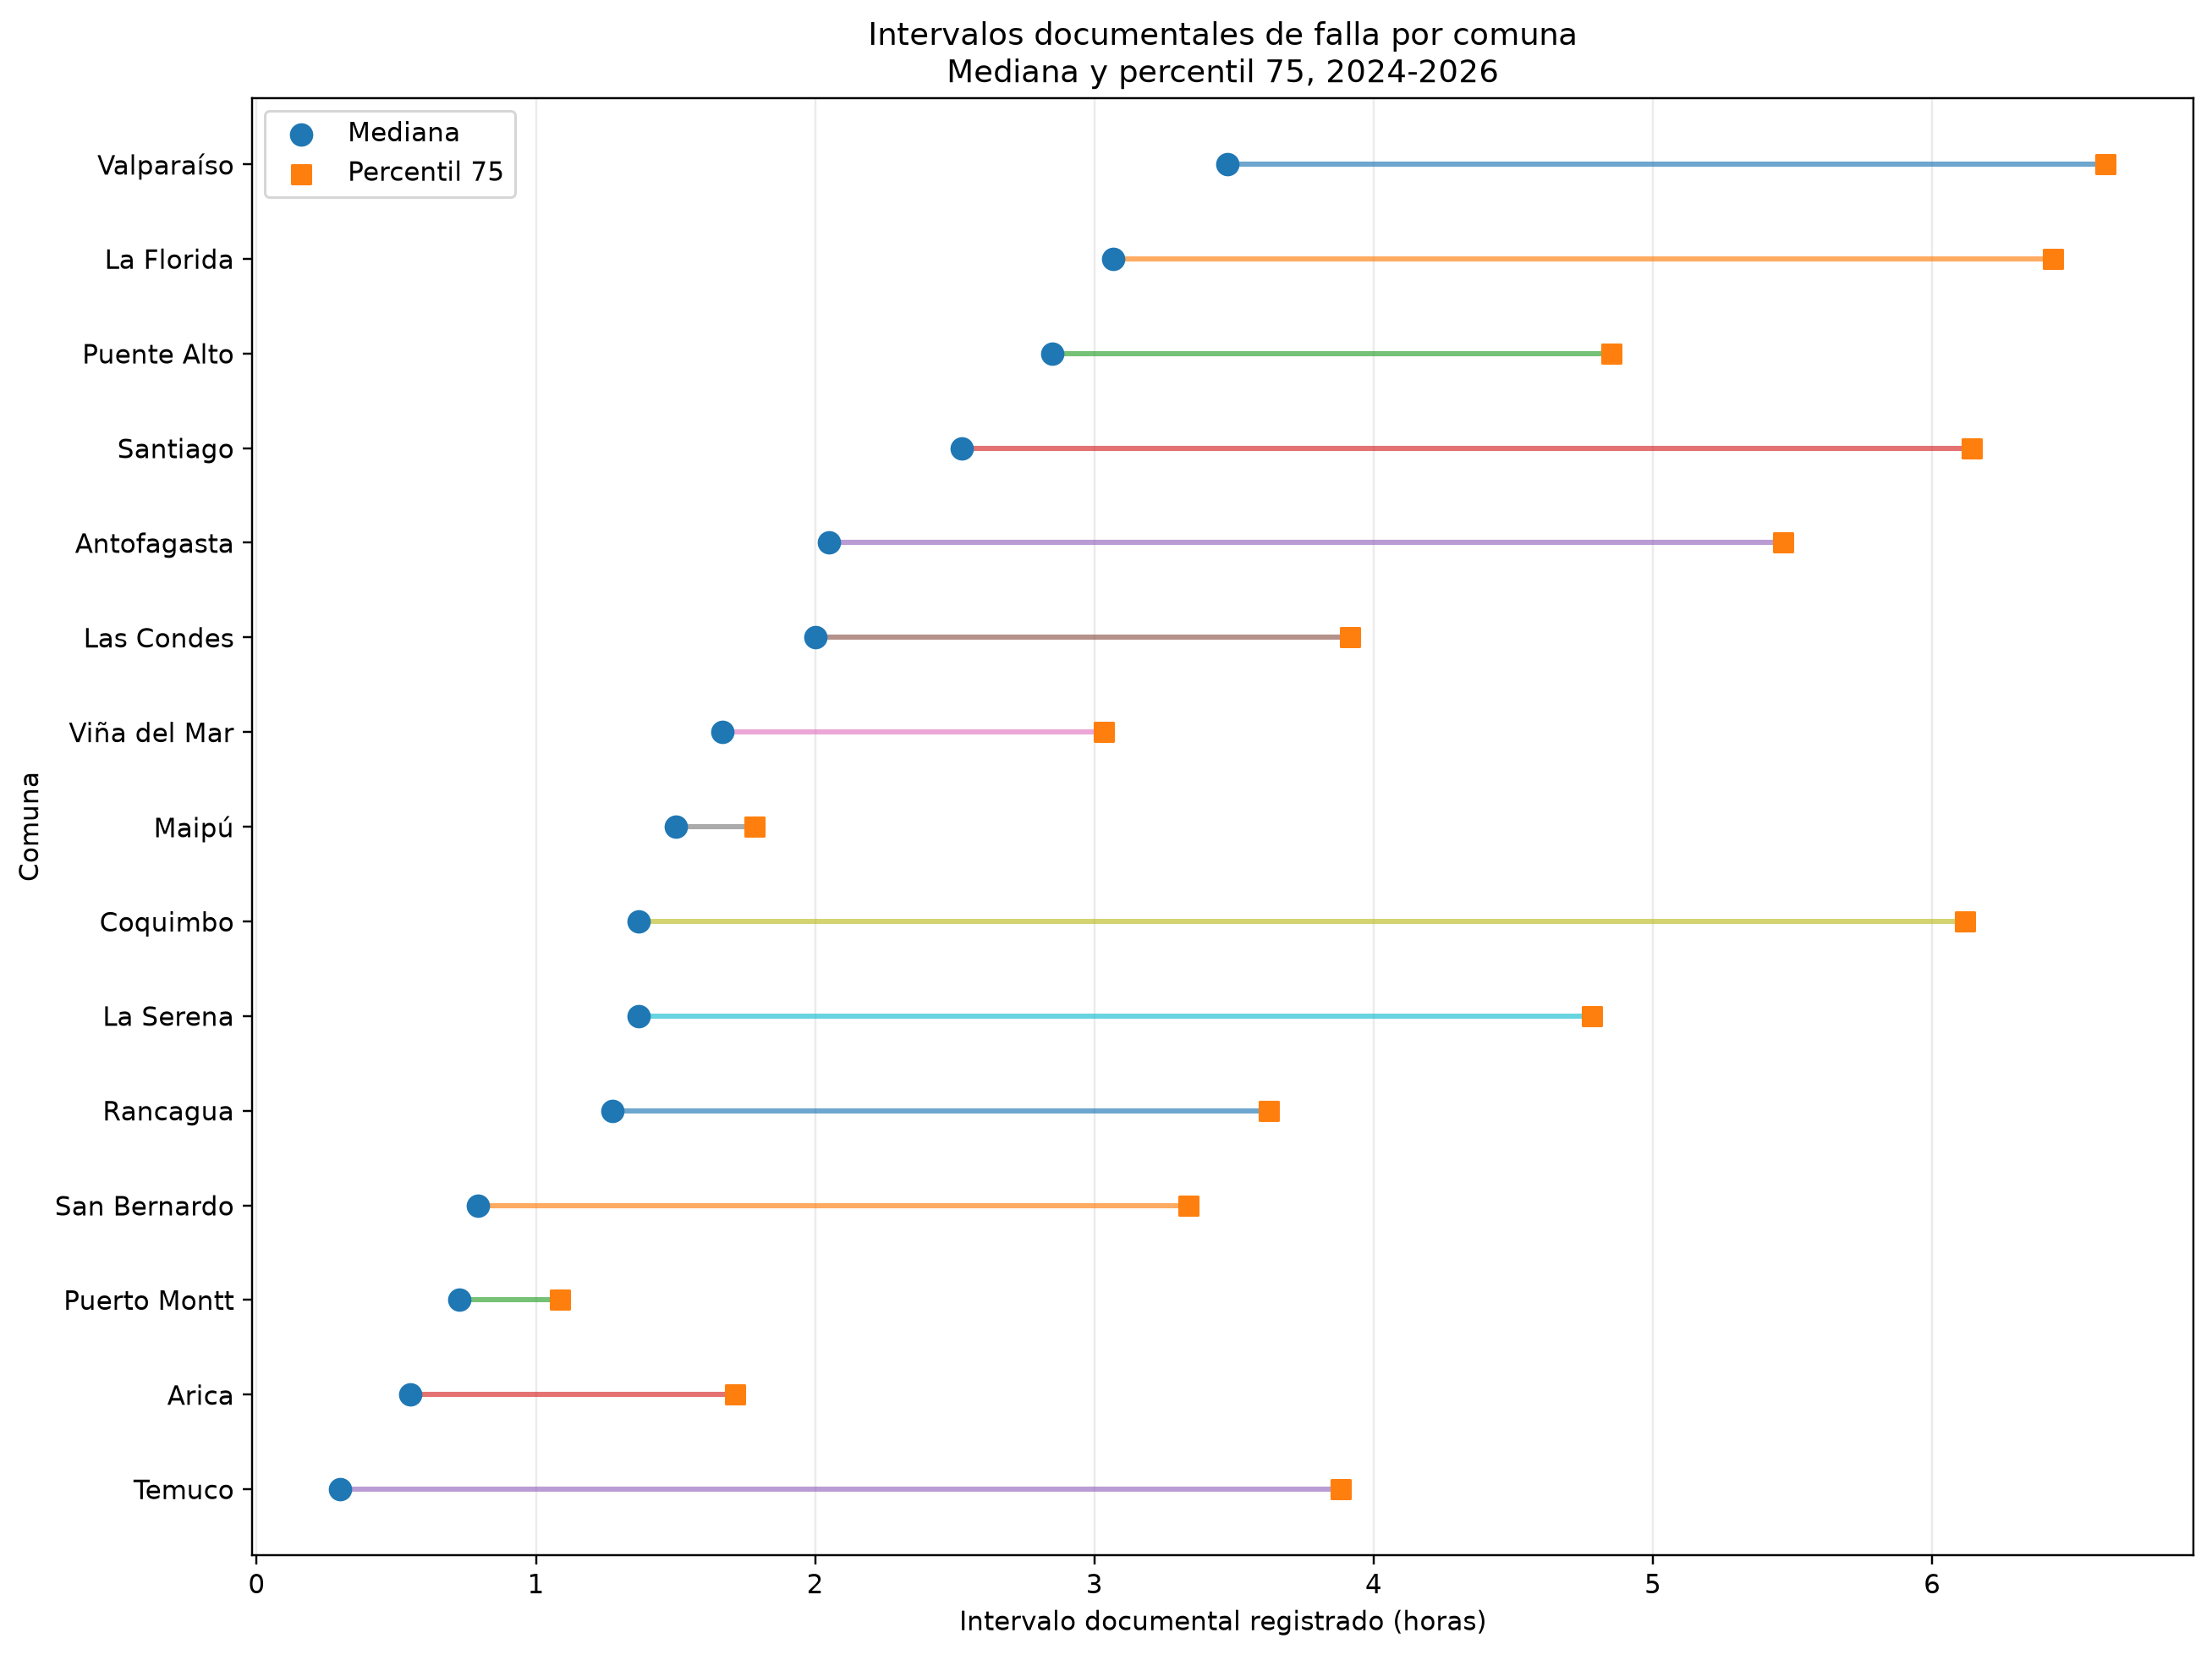 Intervalos documentales de falla por comuna
Mediana y percentil 75, 2024-2026
Mediana
Percentil 75
Comuna
Valparaíso
La Florida
Puente Alto
Santiago
Antofagasta
Las Condes
Viña del Mar
Maipú
Coquimbo
La Serena
Rancagua
San Bernardo
Puerto Montt
Arica
Temuco
0 1 2 3 4 5 6
Intervalo documental registrado (horas)